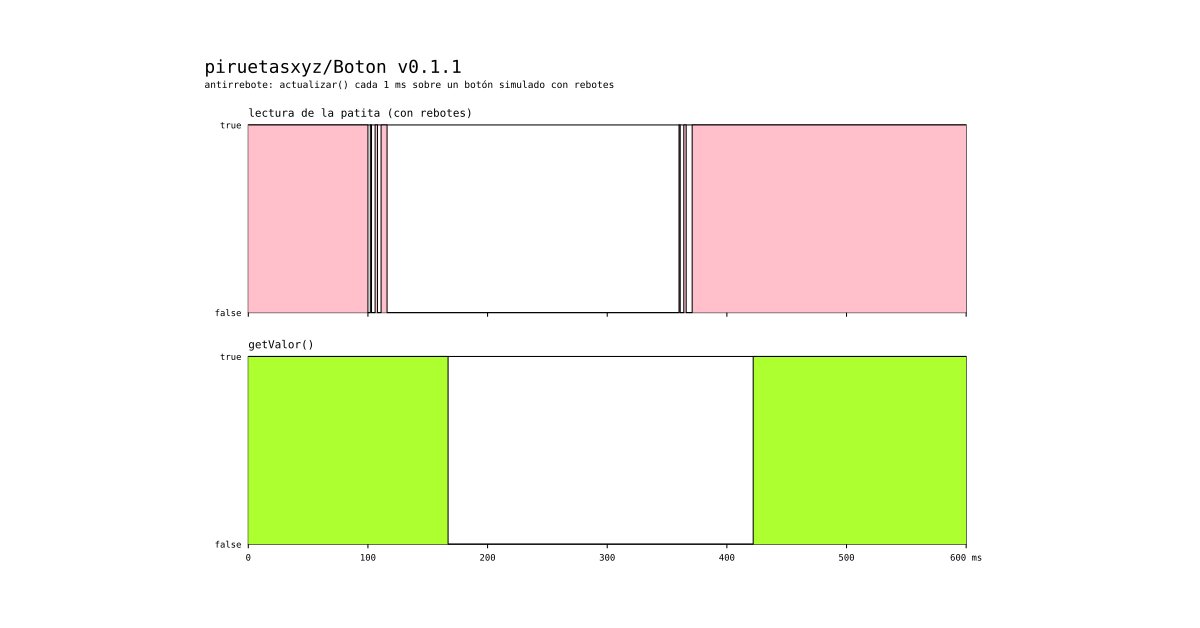 piruetasxyz/Boton v0.1.1
antirrebote: actualizar() cada 1 ms sobre un botón simulado con rebotes
lectura de la patita (con rebotes)
true
false
getValor()
true
false
0 100 200 300 400 500 600 ms